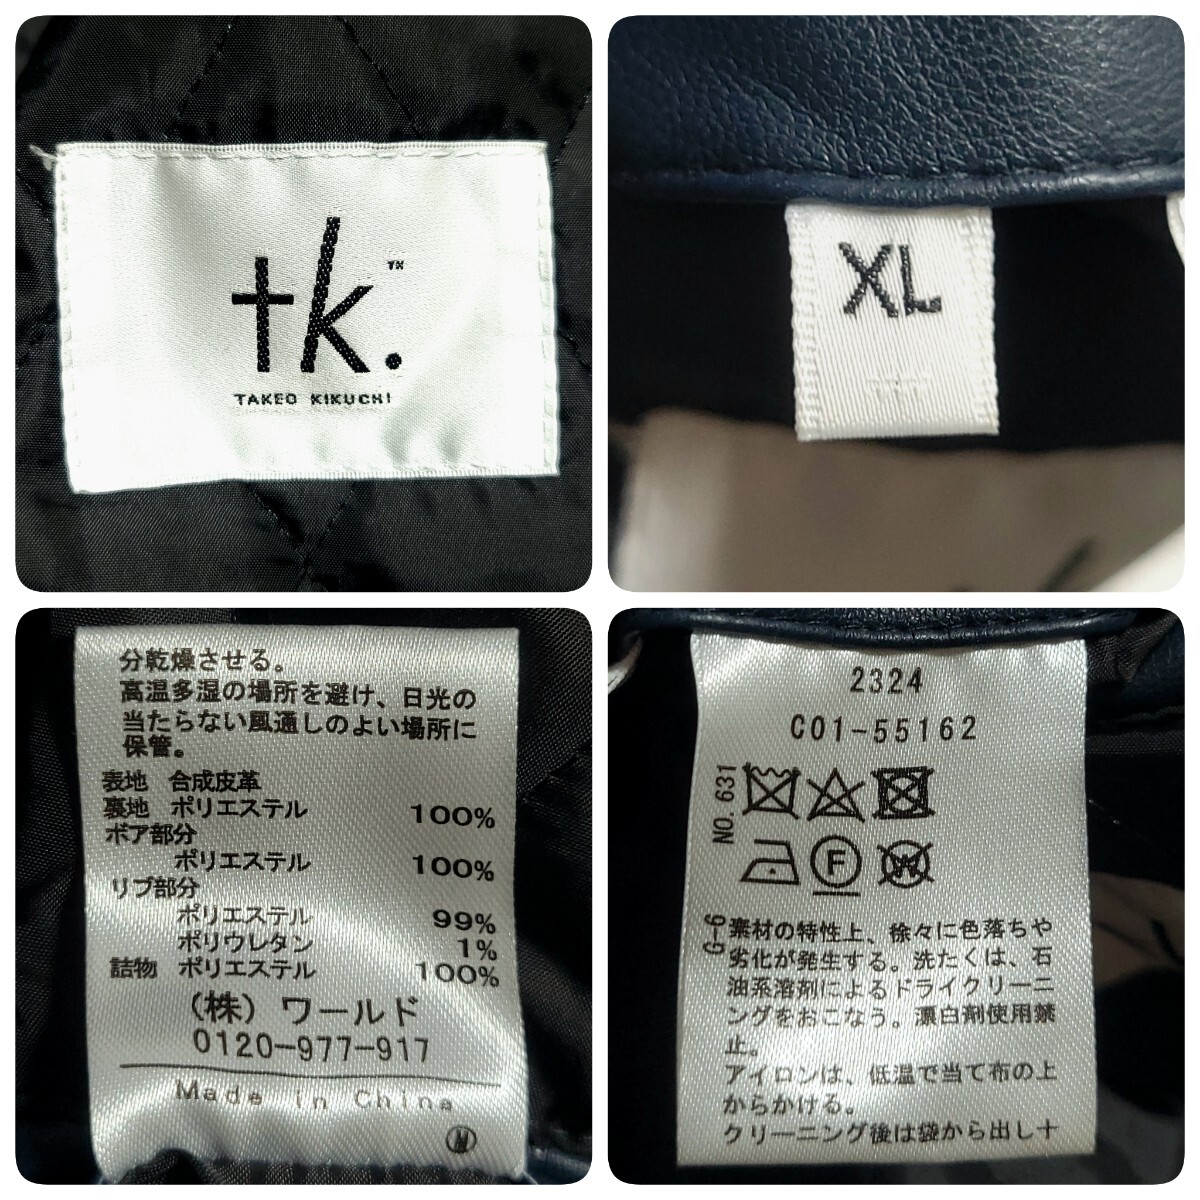 tk.
TM
TAKEO KIKUCHI
XL
分乾燥させる。
高温多湿の場所を避け、日光の
当たらない風通しのよい場所に
保管。
表地 合成皮革
裏地 ポリエステル 100%
ボア部分
ポリエステル 100%
リブ部分
ポリエステル 99%
ポリウレタン 1%
詰物 ポリエステル 100%
(株) ワールド
0120-977-917
Made in China
2324
C01-55162
NO. 631
F
W
G-6
素材の特性上、徐々に色落ちや
劣化が発生する。洗たくは、石
油系溶剤によるドライクリーニ
ングをおこなう。漂白剤使用禁
止。
アイロンは、低温で当て布の上
からかける。
クリーニング後は袋から出し十